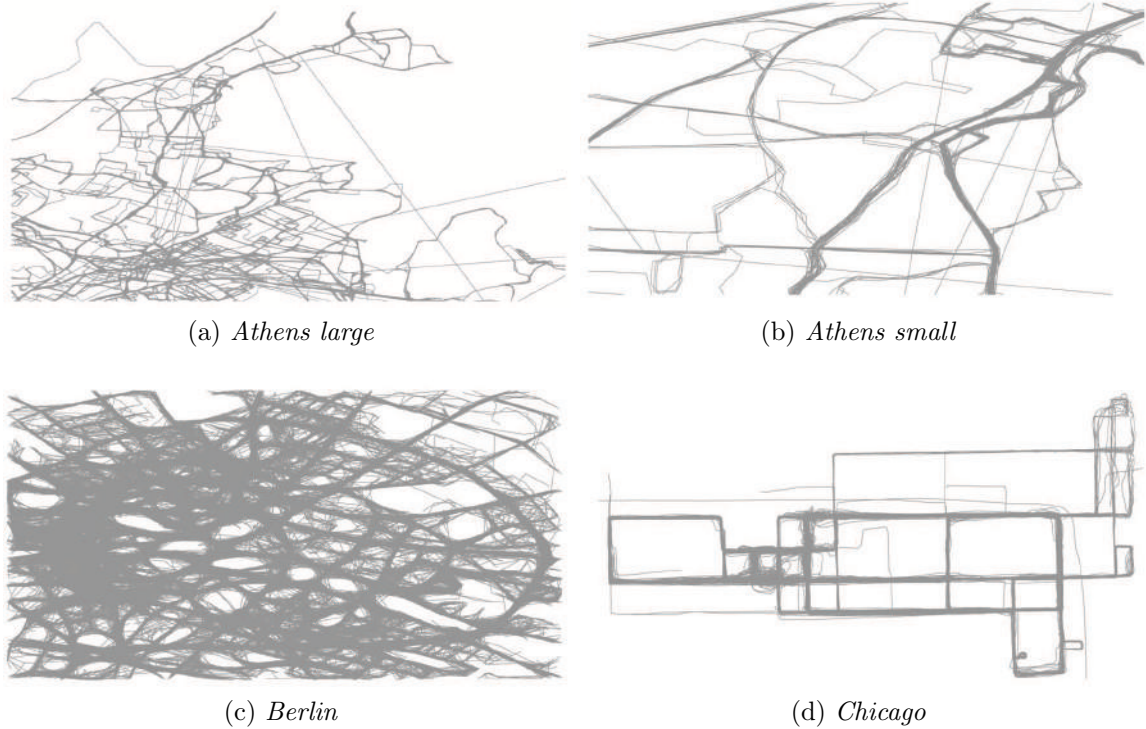 (a) Athens large
(b) Athens small
(c) Berlin
(d) Chicago